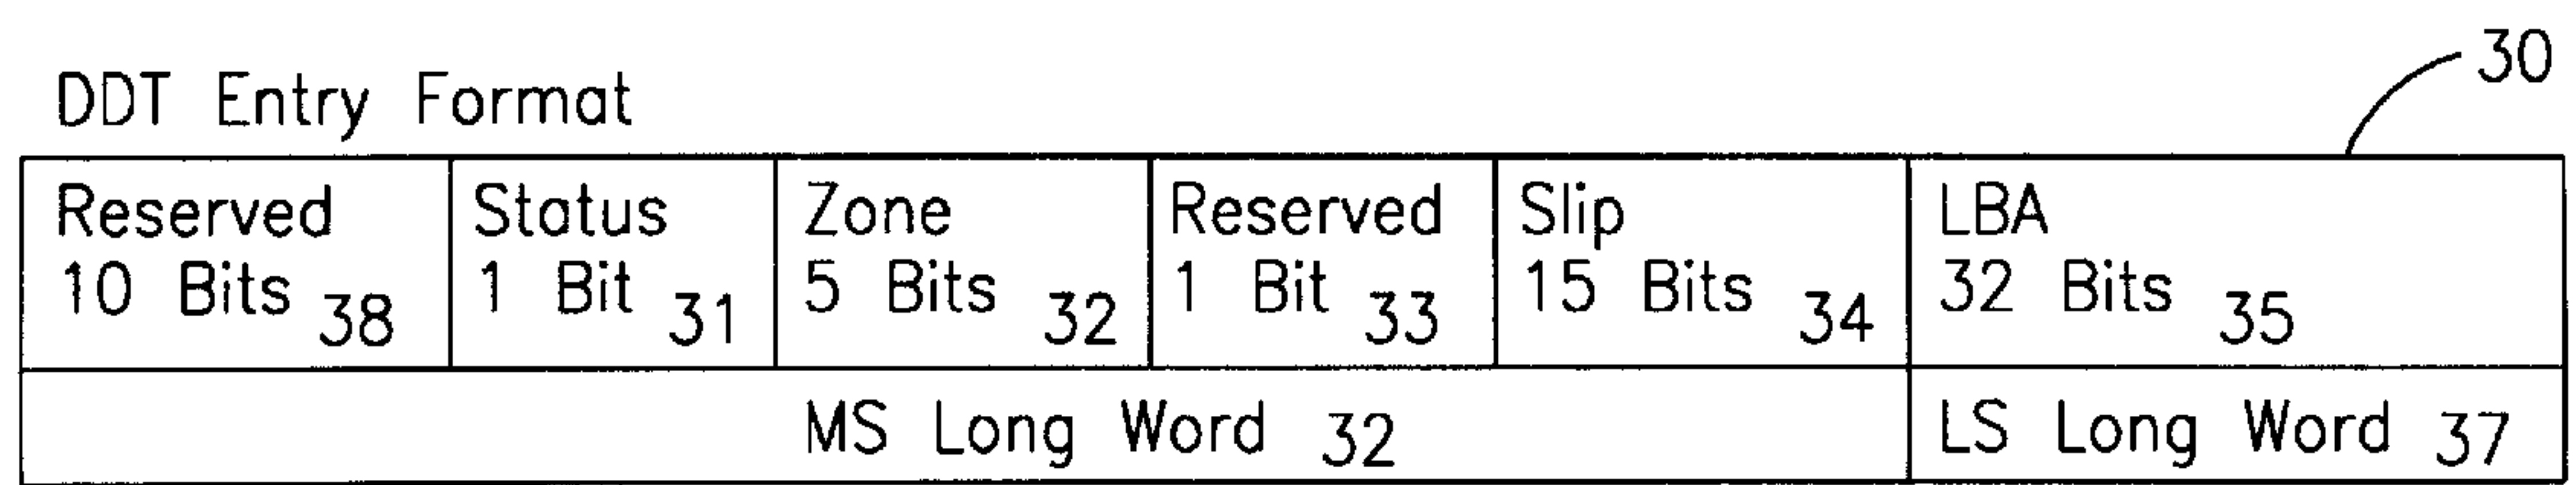 30
DDT Entry Format
Reserved Status Zone Reserved Slip LBA
10 Bits 38 1 Bit 31 5 Bits 32 1 Bit 33 15 Bits 34 32 Bits 35
MS Long Word 32 LS Long Word 37